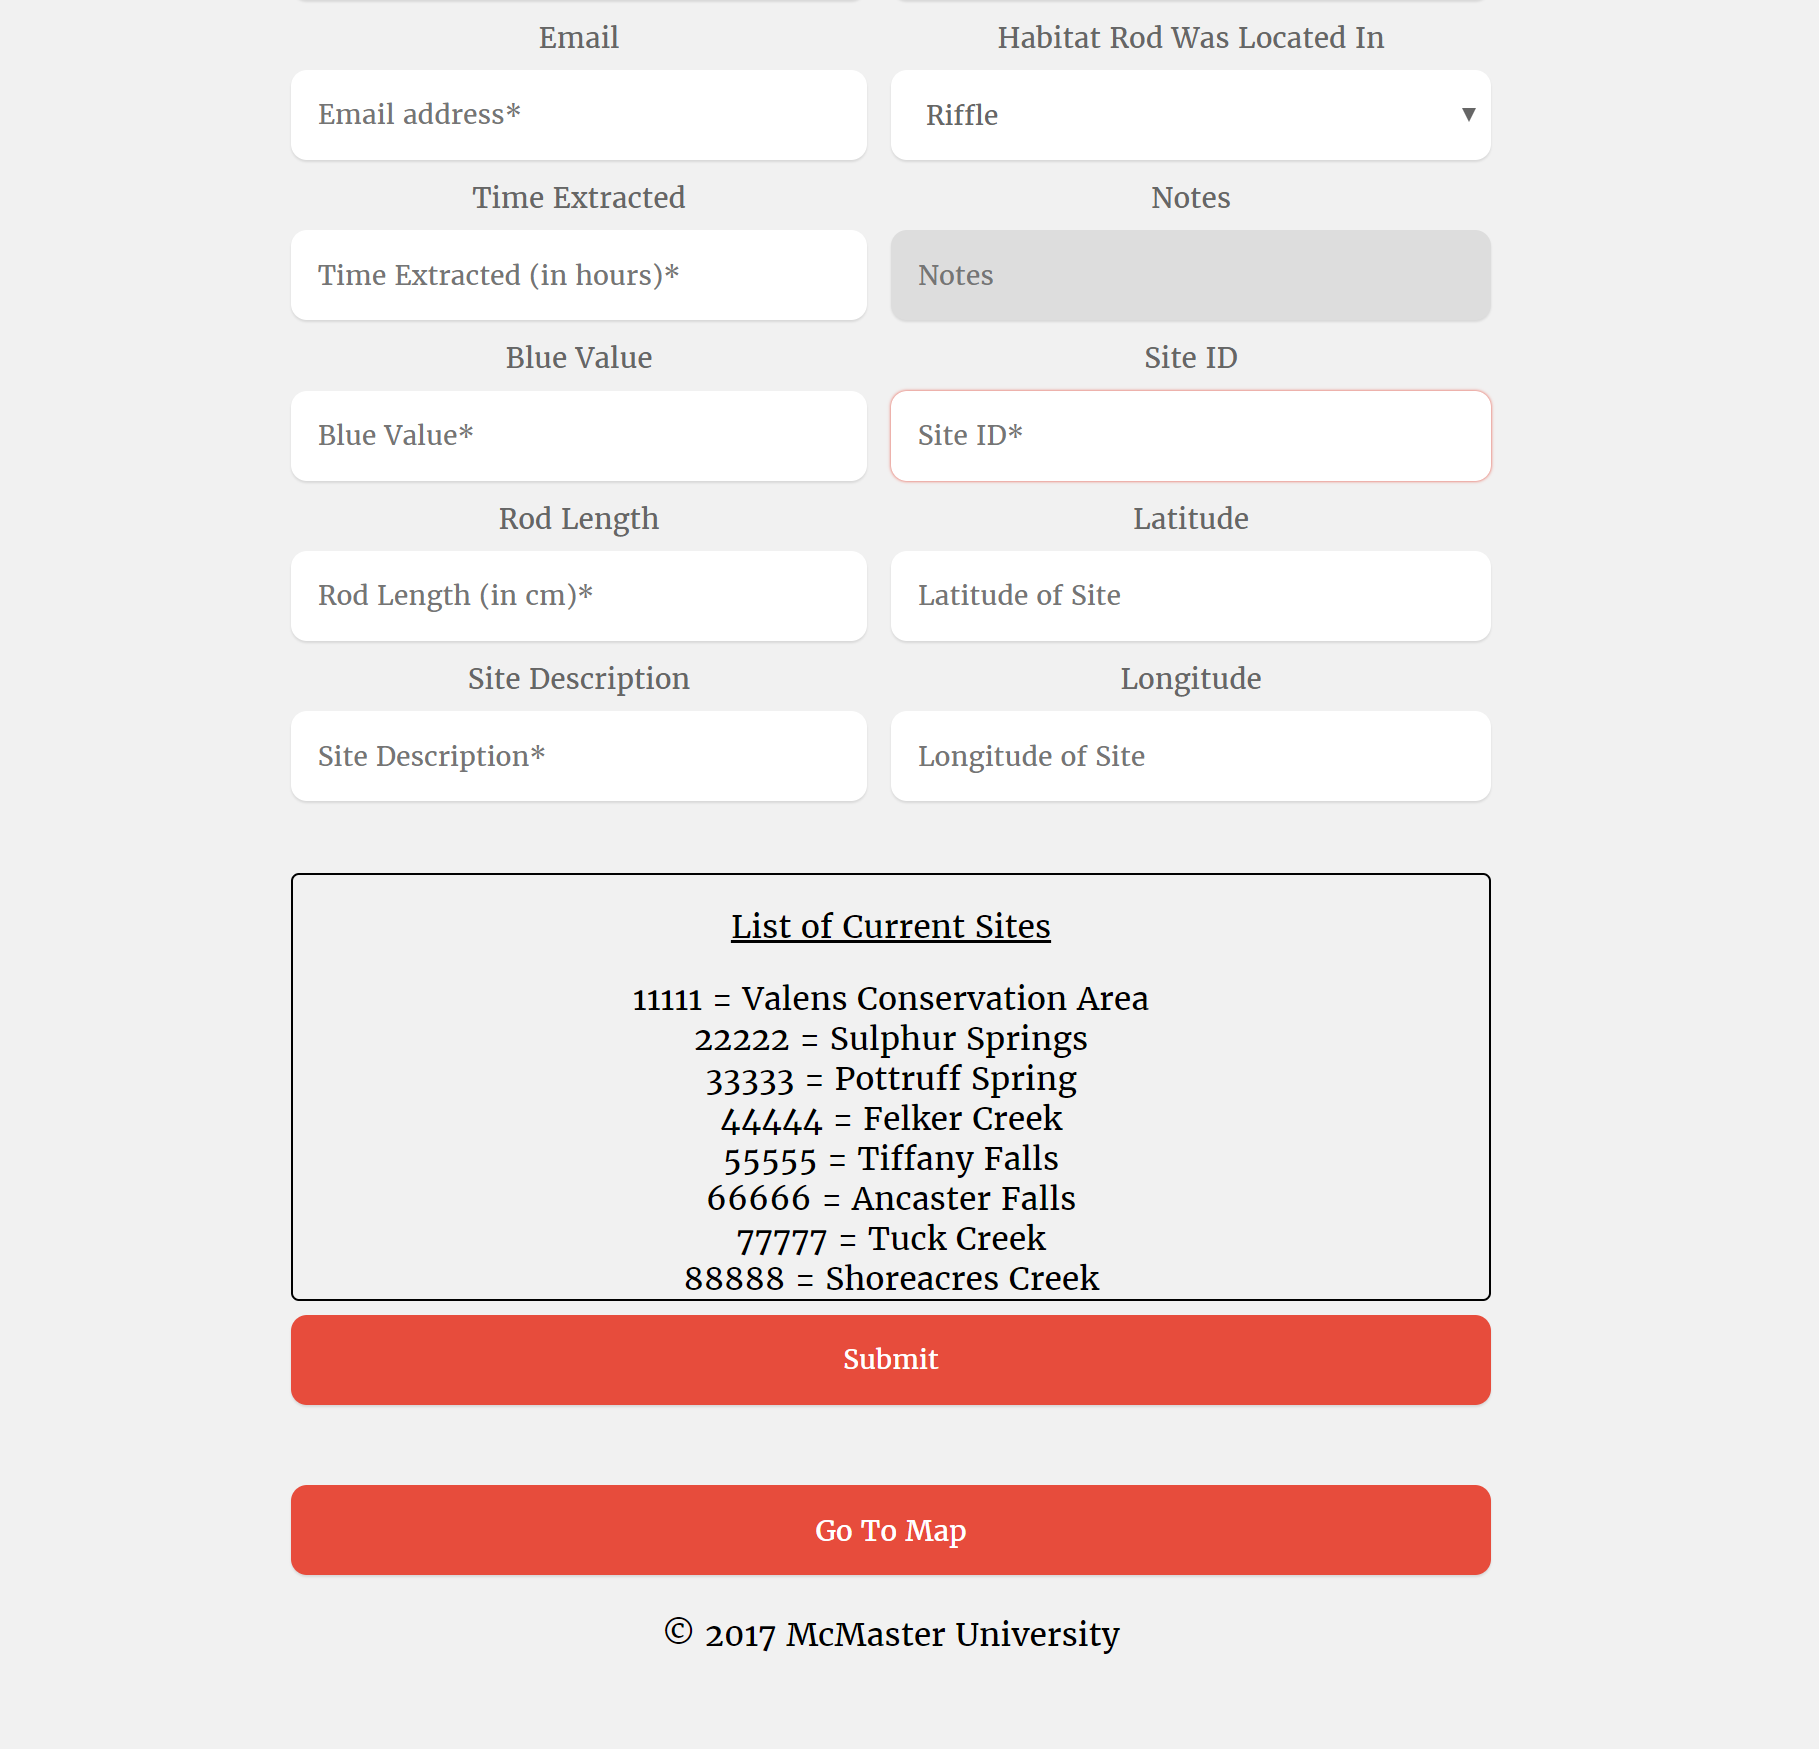 Email
Habitat Rod Was Located In
Email address*
Riffle
Time Extracted
Notes
Time Extracted (in hours)*
Notes
Blue Value
Site ID
Blue Value*
Site ID*
Rod Length
Latitude
Rod Length (in cm)*
Latitude of Site
Site Description
Longitude
Site Description*
Longitude of Site
List of Current Sites
11111 = Valens Conservation Area
22222 = Sulphur Springs
33333 = Pottruff Spring
44444 = Felker Creek
55555 = Tiffany Falls
66666 = Ancaster Falls
77777 = Tuck Creek
88888 = Shoreacres Creek
Submit
Go To Map
© 2017 McMaster University